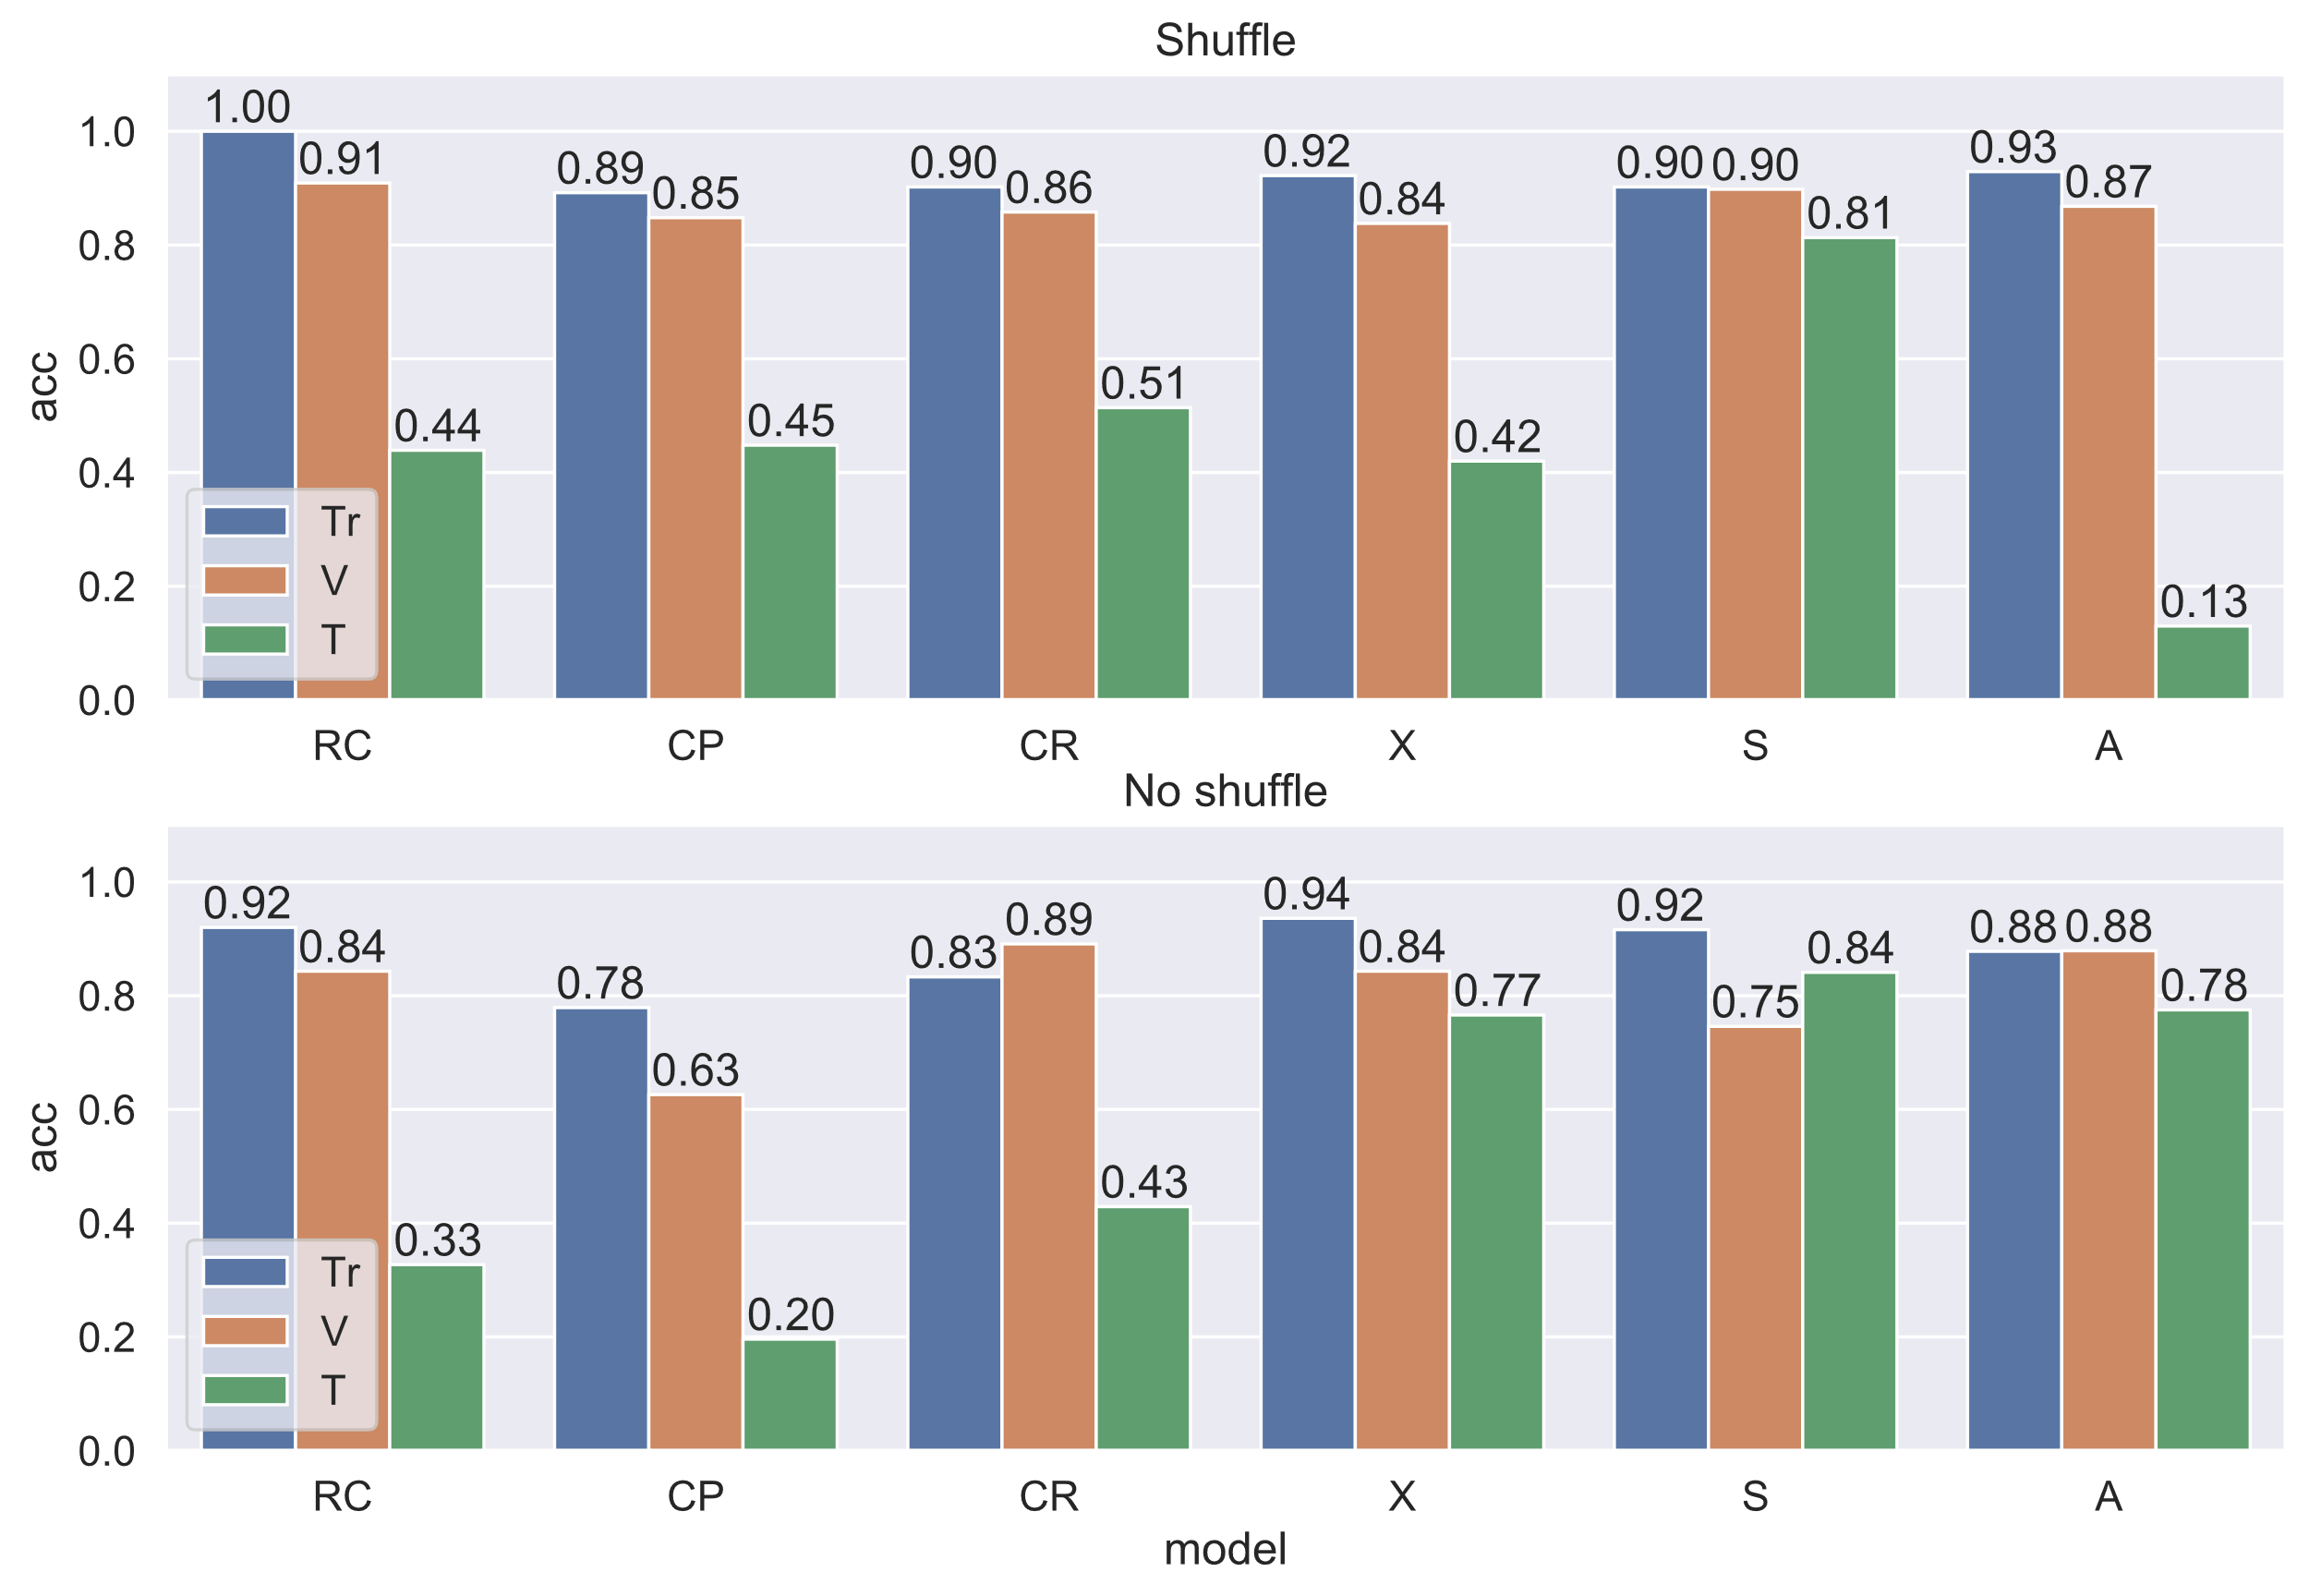 Shuffle
acc
1.0
0.8
0.6
0.4
0.2
0.0
1.00 0.91 0.44
0.89 0.85 0.45
0.90 0.86 0.51
0.92 0.84 0.42
0.90 0.90 0.81
0.93 0.87 0.13
Tr
V
T
RC CP CR X S A
No shuffle
acc
1.0
0.8
0.6
0.4
0.2
0.0
0.92 0.84 0.33
0.78 0.63 0.20
0.83 0.89 0.43
0.94 0.84 0.77
0.92 0.75 0.84
0.88 0.88 0.78
Tr
V
T
RC CP CR X S A
model